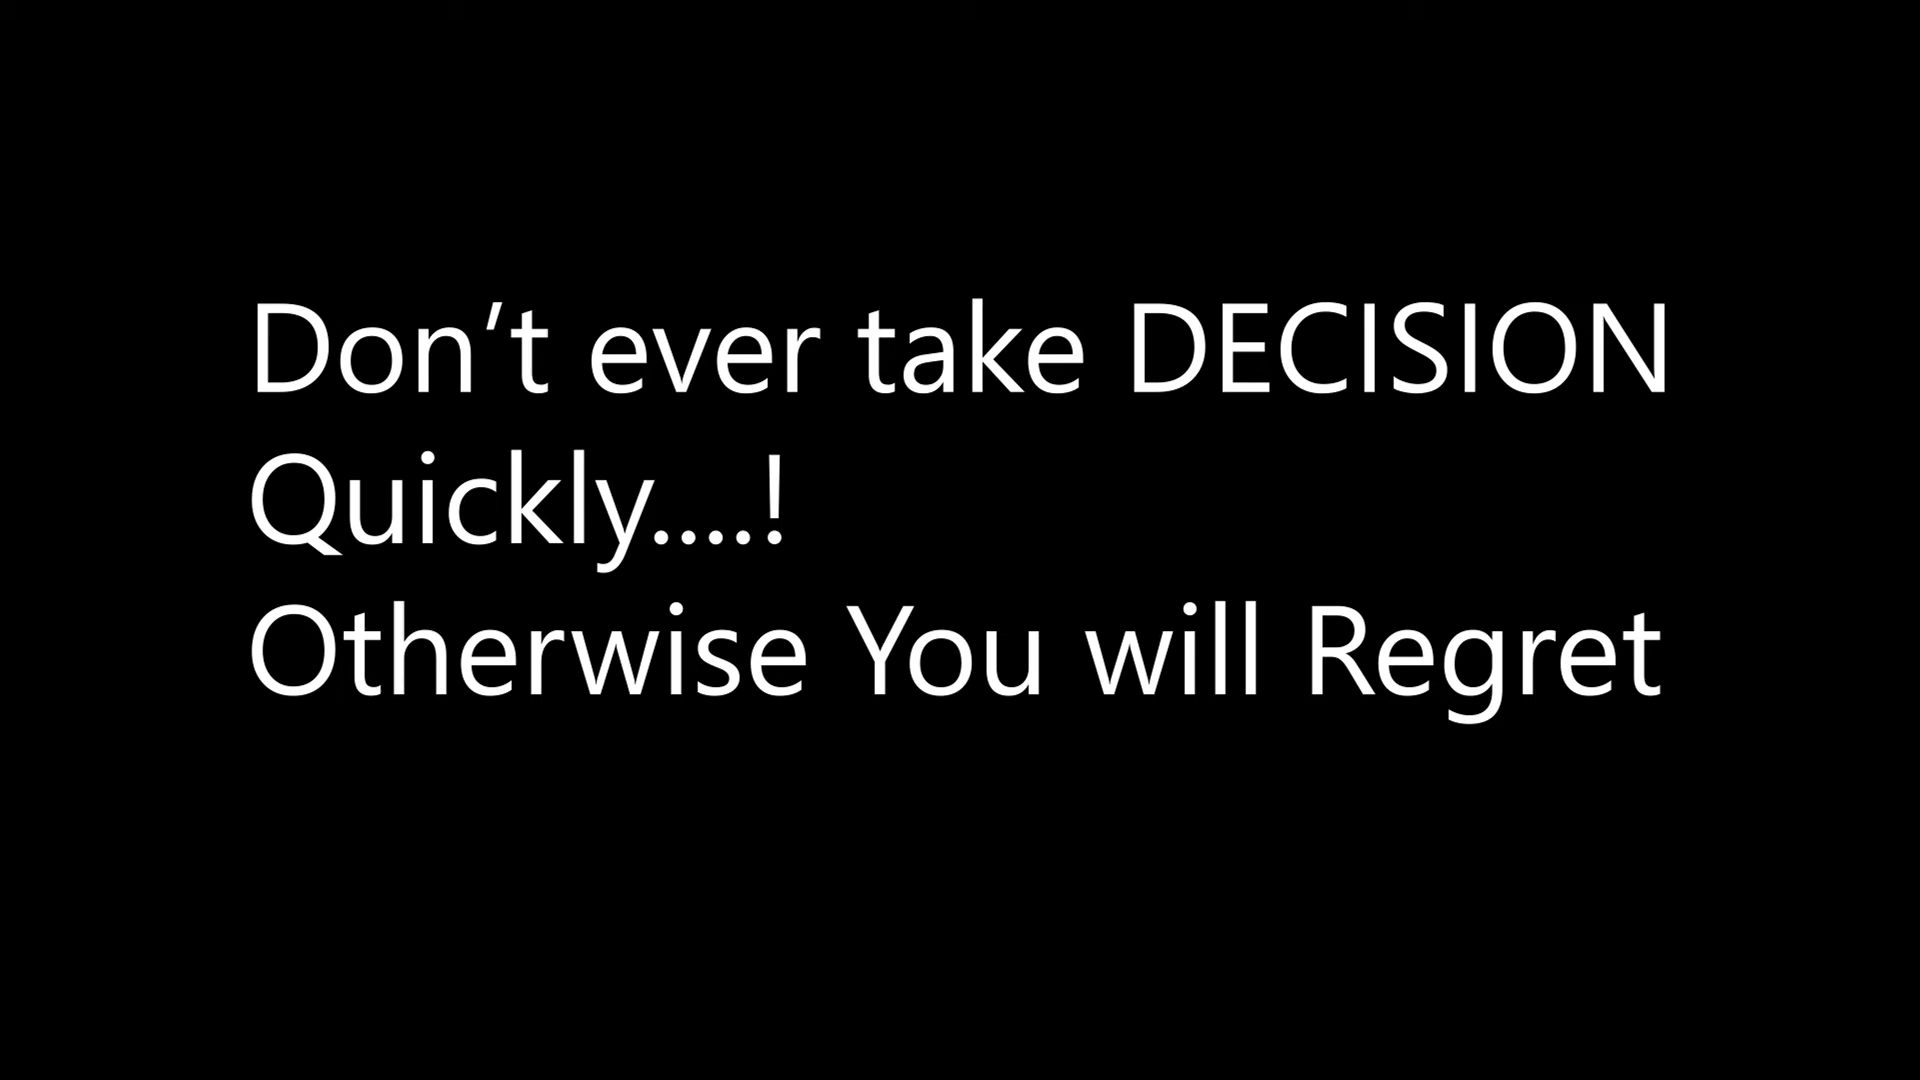 Don’t ever take DECISION
Quickly....!
Otherwise You will Regret